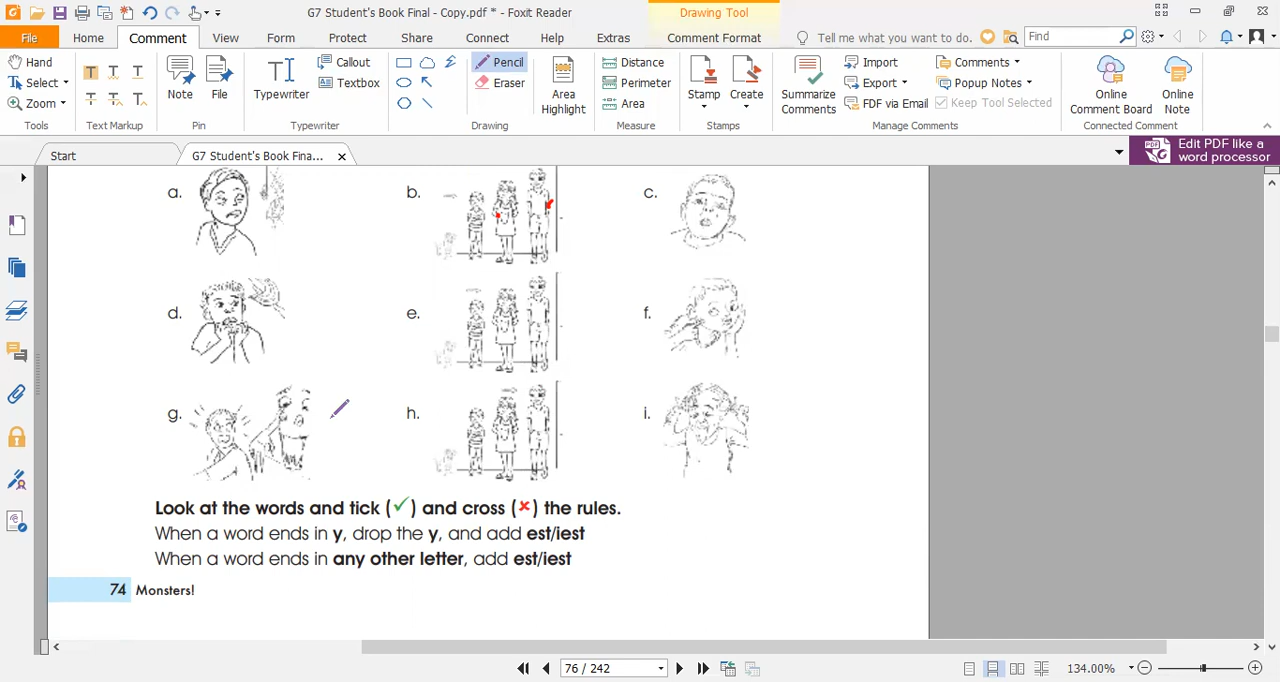 G7 Student's Book Final - Copy.pdf * - Foxit Reader
Drawing Tool
File Home Comment View Form Protect Share Connect Help Extras Comment Format Tell me what you want to do. Find
Hand
Select
Zoom
Tools
Text Markup
Note
File
Pin
Typewriter
Callout
Textbox
Typewriter
Pencil
Eraser
Drawing
Area
Highlight
Distance
Perimeter
Area
Measure
Stamp
Create
Stamps
Summarize
Comments
Import
Export
FDF via Email
Comments
Popup Notes
Keep Tool Selected
Manage Comments
Online
Comment Board
Online
Note
Connected Comment
Start
G7 Student's Book Fina...
Edit PDF like a
word processor
a. b. c.
d. e. f.
g. h. i.
Look at the words and tick (✓) and cross (✗) the rules.
When a word ends in y, drop the y, and add est/iest
When a word ends in any other letter, add est/iest
74 Monsters!
76 / 242
134.00%